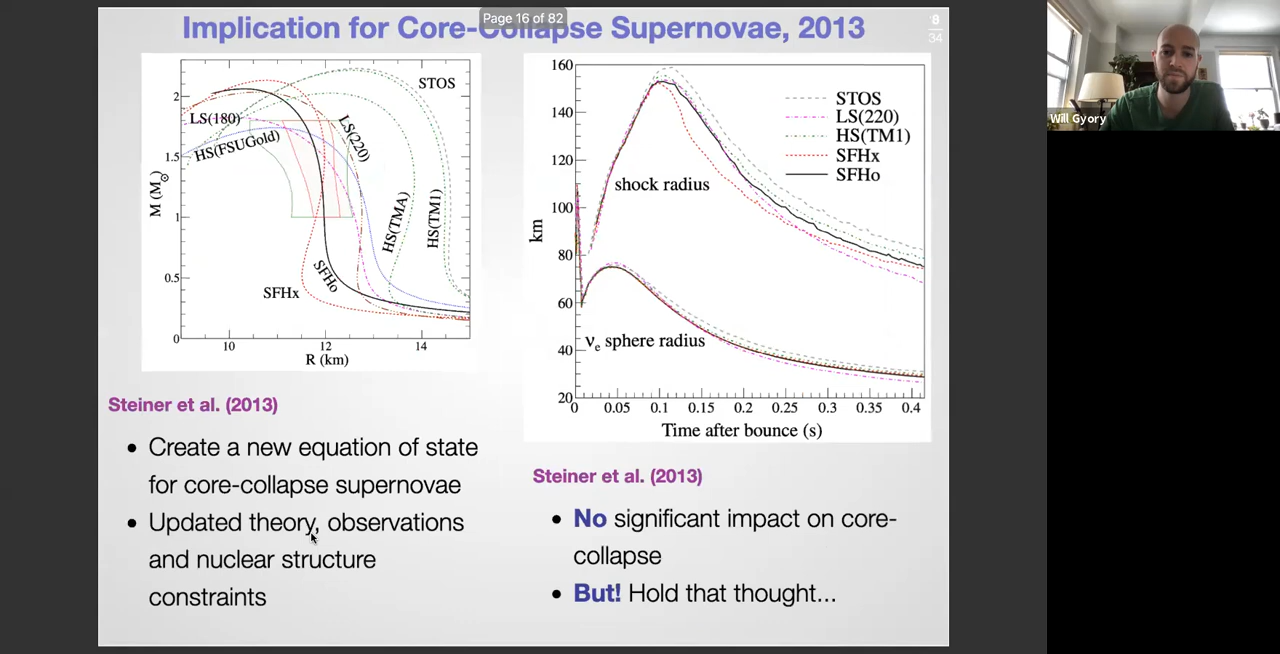 Page 16 of 82
Implication for Core-Collapse Supernovae, 2013
8
34
STOS
LS(180)
HS(FSUGold)
LS(220)
HS(TMA)
HS(TM1)
SFHo
SFHx
2
1.5
1
0.5
0
M (M☉)
10
12
14
R (km)
160
140
120
100
80
60
40
20
km
STOS
LS(220)
HS(TM1)
SFHx
SFHo
shock radius
νe sphere radius
0
0.05
0.1
0.15
0.2
0.25
0.3
0.35
0.4
Time after bounce (s)
Will Gyory
Steiner et al. (2013)
• Create a new equation of state
for core-collapse supernovae
• Updated theory, observations
and nuclear structure
constraints
Steiner et al. (2013)
• No significant impact on core-
collapse
• But! Hold that thought...